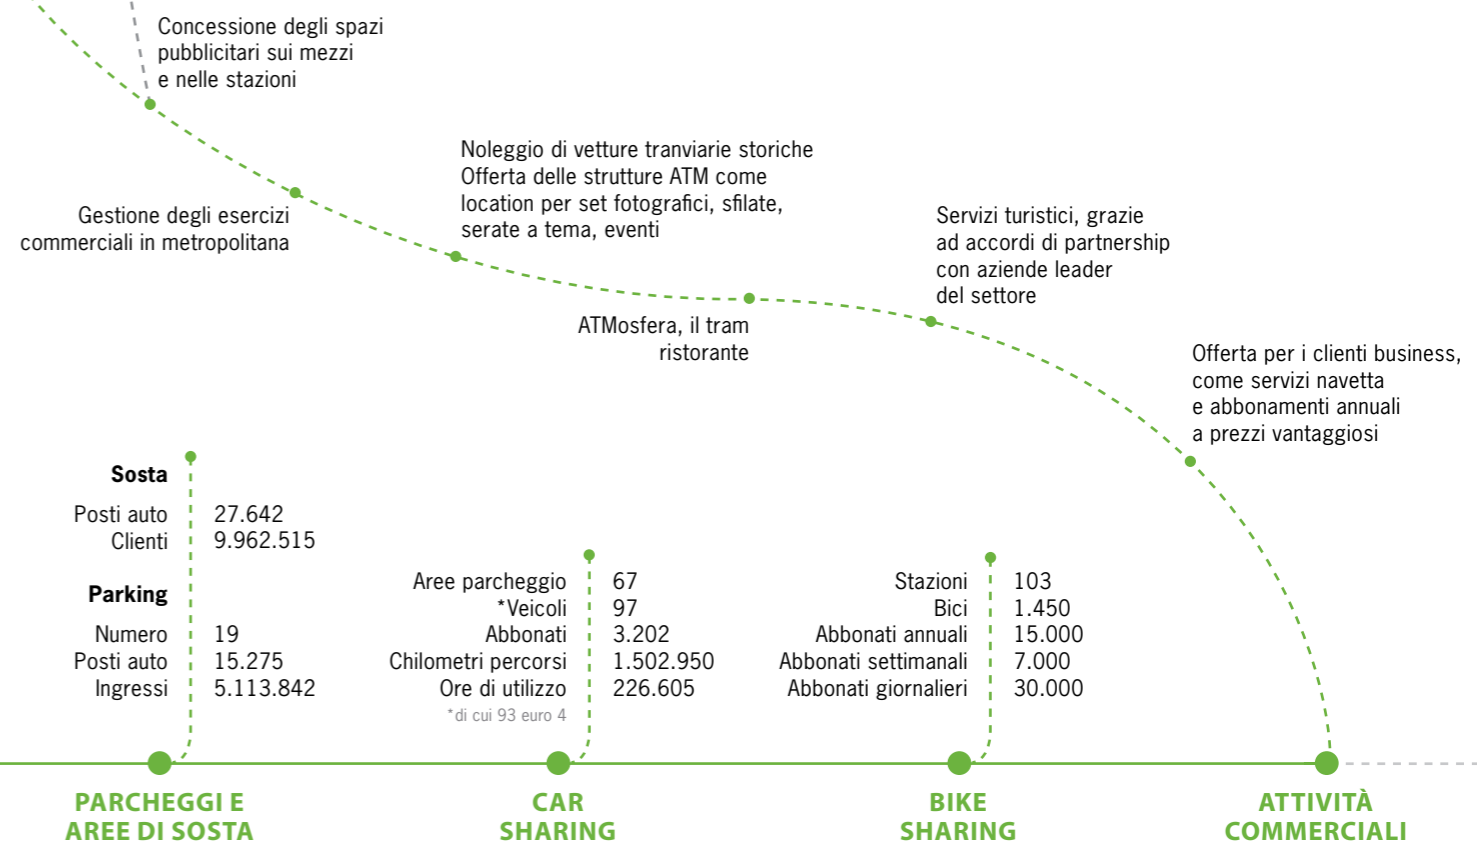 Concessione degli spazi
pubblicitari sui mezzi
e nelle stazioni
Gestione degli esercizi
commerciali in metropolitana
Noleggio di vetture tranviarie storiche
Offerta delle strutture ATM come
location per set fotografici, sfilate,
serate a tema, eventi
ATMosfera, il tram
ristorante
Servizi turistici, grazie
ad accordi di partnership
con aziende leader
del settore
Offerta per i clienti business,
come servizi navetta
e abbonamenti annuali
a prezzi vantaggiosi
Sosta
Posti auto 27.642
Clienti 9.962.515
Parking
Numero 19
Posti auto 15.275
Ingressi 5.113.842
PARCHEGGI E
AREE DI SOSTA
Aree parcheggio 67
*Veicoli 97
Abbonati 3.202
Chilometri percorsi 1.502.950
Ore di utilizzo 226.605
*di cui 93 euro 4
CAR
SHARING
Stazioni 103
Bici 1.450
Abbonati annuali 15.000
Abbonati settimanali 7.000
Abbonati giornalieri 30.000
BIKE
SHARING
ATTIVITÀ
COMMERCIALI